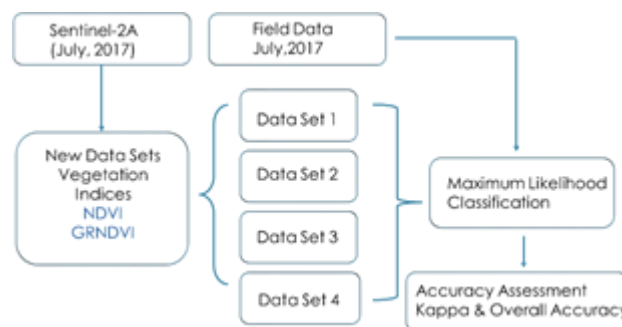 Sentinel-2A
(July, 2017)
Field Data
July,2017
New Data Sets
Vegetation
Indices
NDVI
GRNDVI
Data Set 1
Data Set 2
Data Set 3
Data Set 4
Maximum Likelihood
Classification
Accuracy Assessment
Kappa & Overall Accuracy